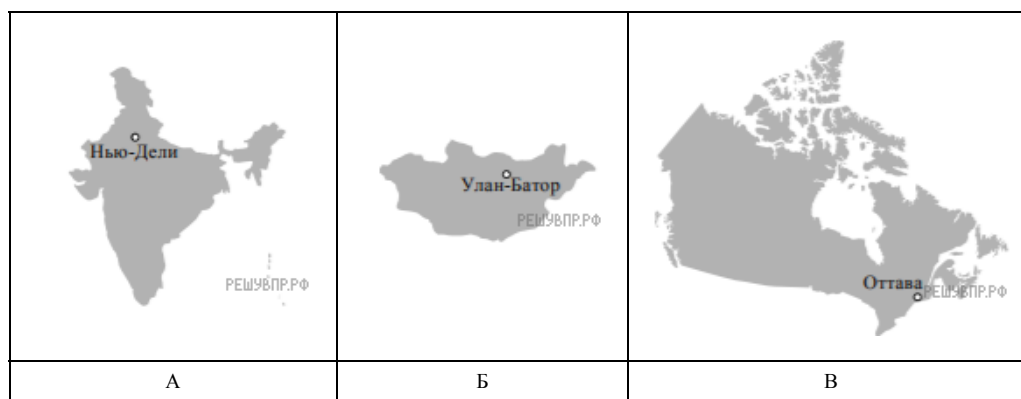 Нью-Дели
РЕШУВПР.РФ
Улан-Батор
РЕШУВПР.РФ
Оттава
РЕШУВПР.РФ
А
Б
В